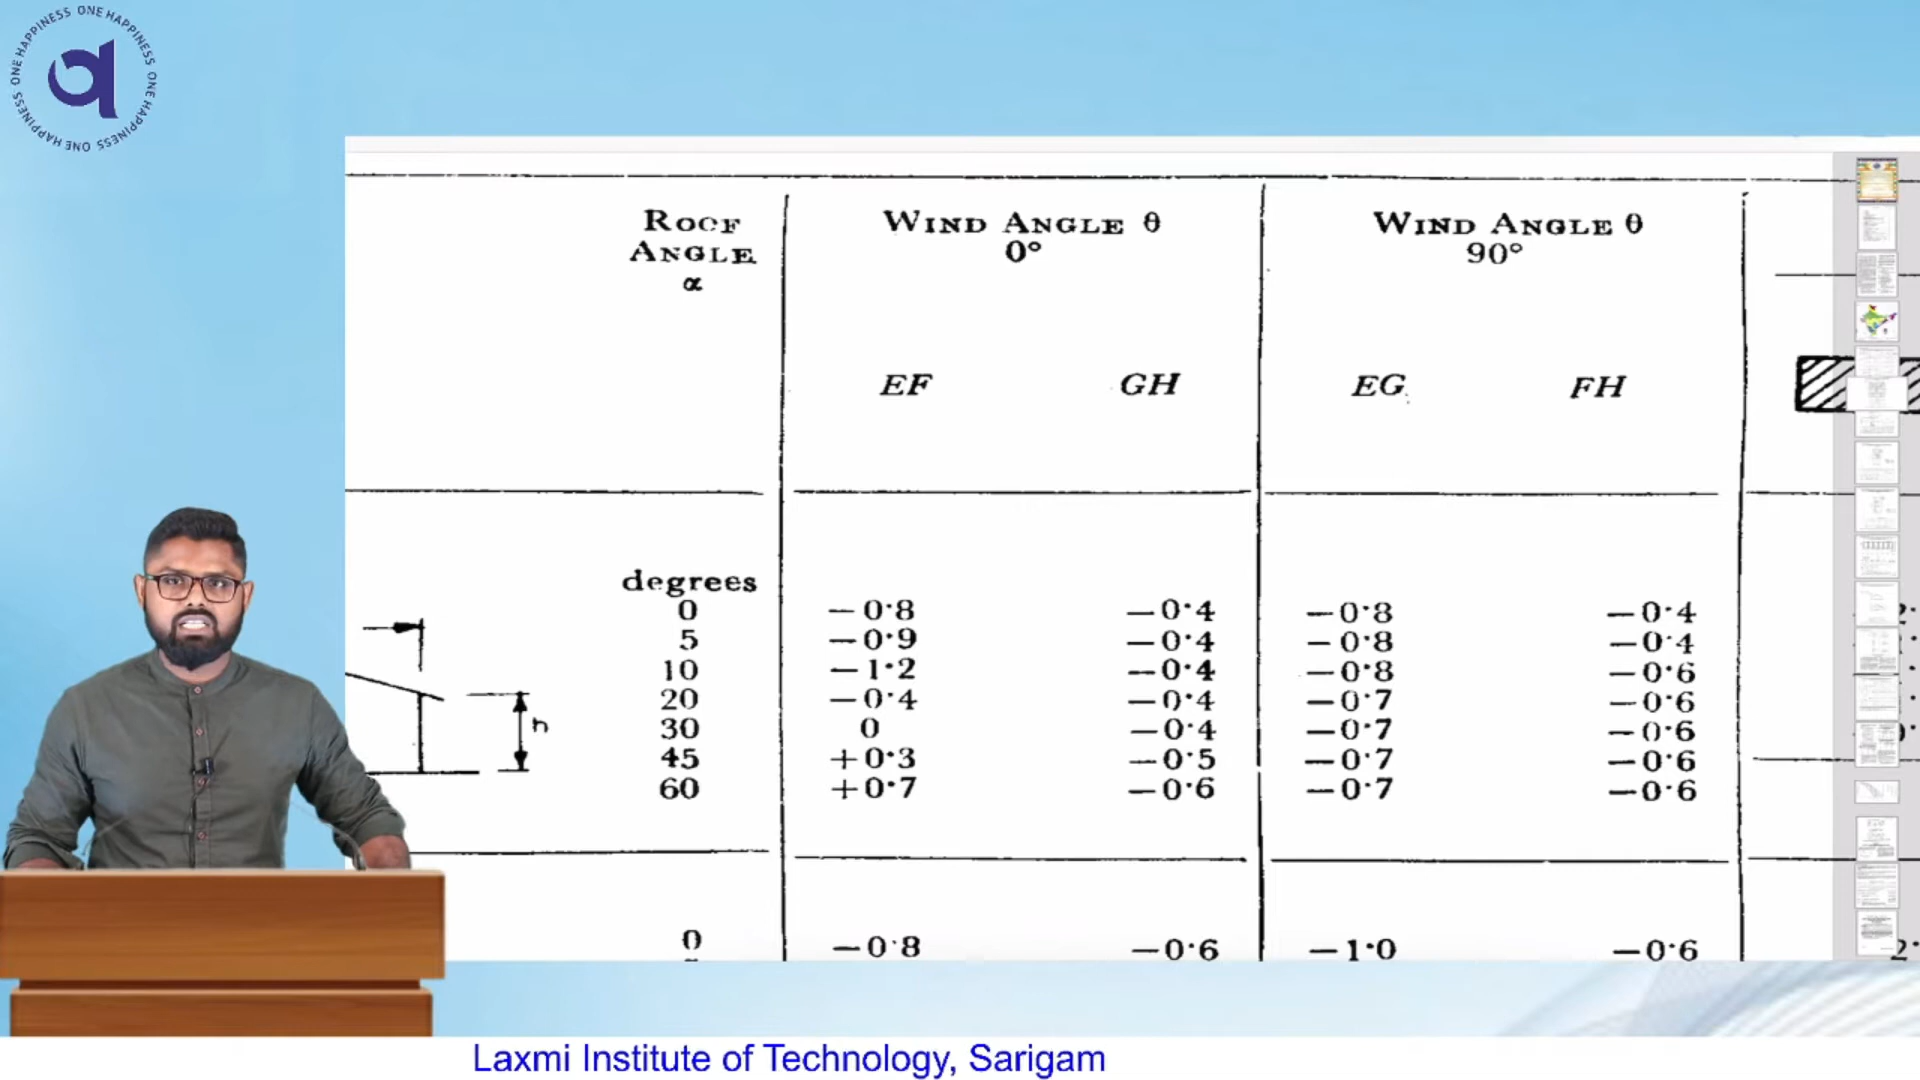 ONE HAPPINESS ONE HAPPINESS ONE HAPPINESS ONE HAPPINESS
ROOF ANGLE α
WIND ANGLE θ 0°
WIND ANGLE θ 90°
EF GH EG FH
degrees
0 −0·8 −0·4 −0·8 −0·4
5 −0·9 −0·4 −0·8 −0·4
10 −1·2 −0·4 −0·8 −0·6
20 −0·4 −0·4 −0·7 −0·6
30 0 −0·4 −0·7 −0·6
45 +0·3 −0·5 −0·7 −0·6
60 +0·7 −0·6 −0·7 −0·6
h
0 −0·8 −0·6 −1·0 −0·6
Laxmi Institute of Technology, Sarigam